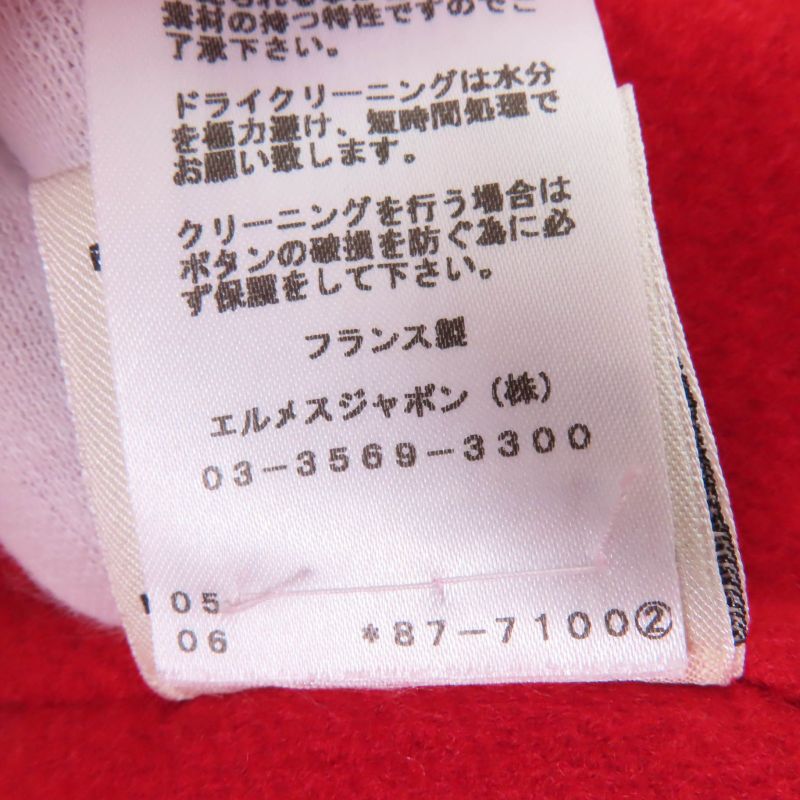 素材の持つ特性ですのでご
了承下さい。
ドライクリーニングは水分
を極力避け、短時間処理で
お願い致します。
クリーニングを行う場合は
ボタンの破損を防ぐ為に必
ず保護をして下さい。
フランス製
エルメスジャポン（株）
03-3569-3300
05
06 *87-7100②